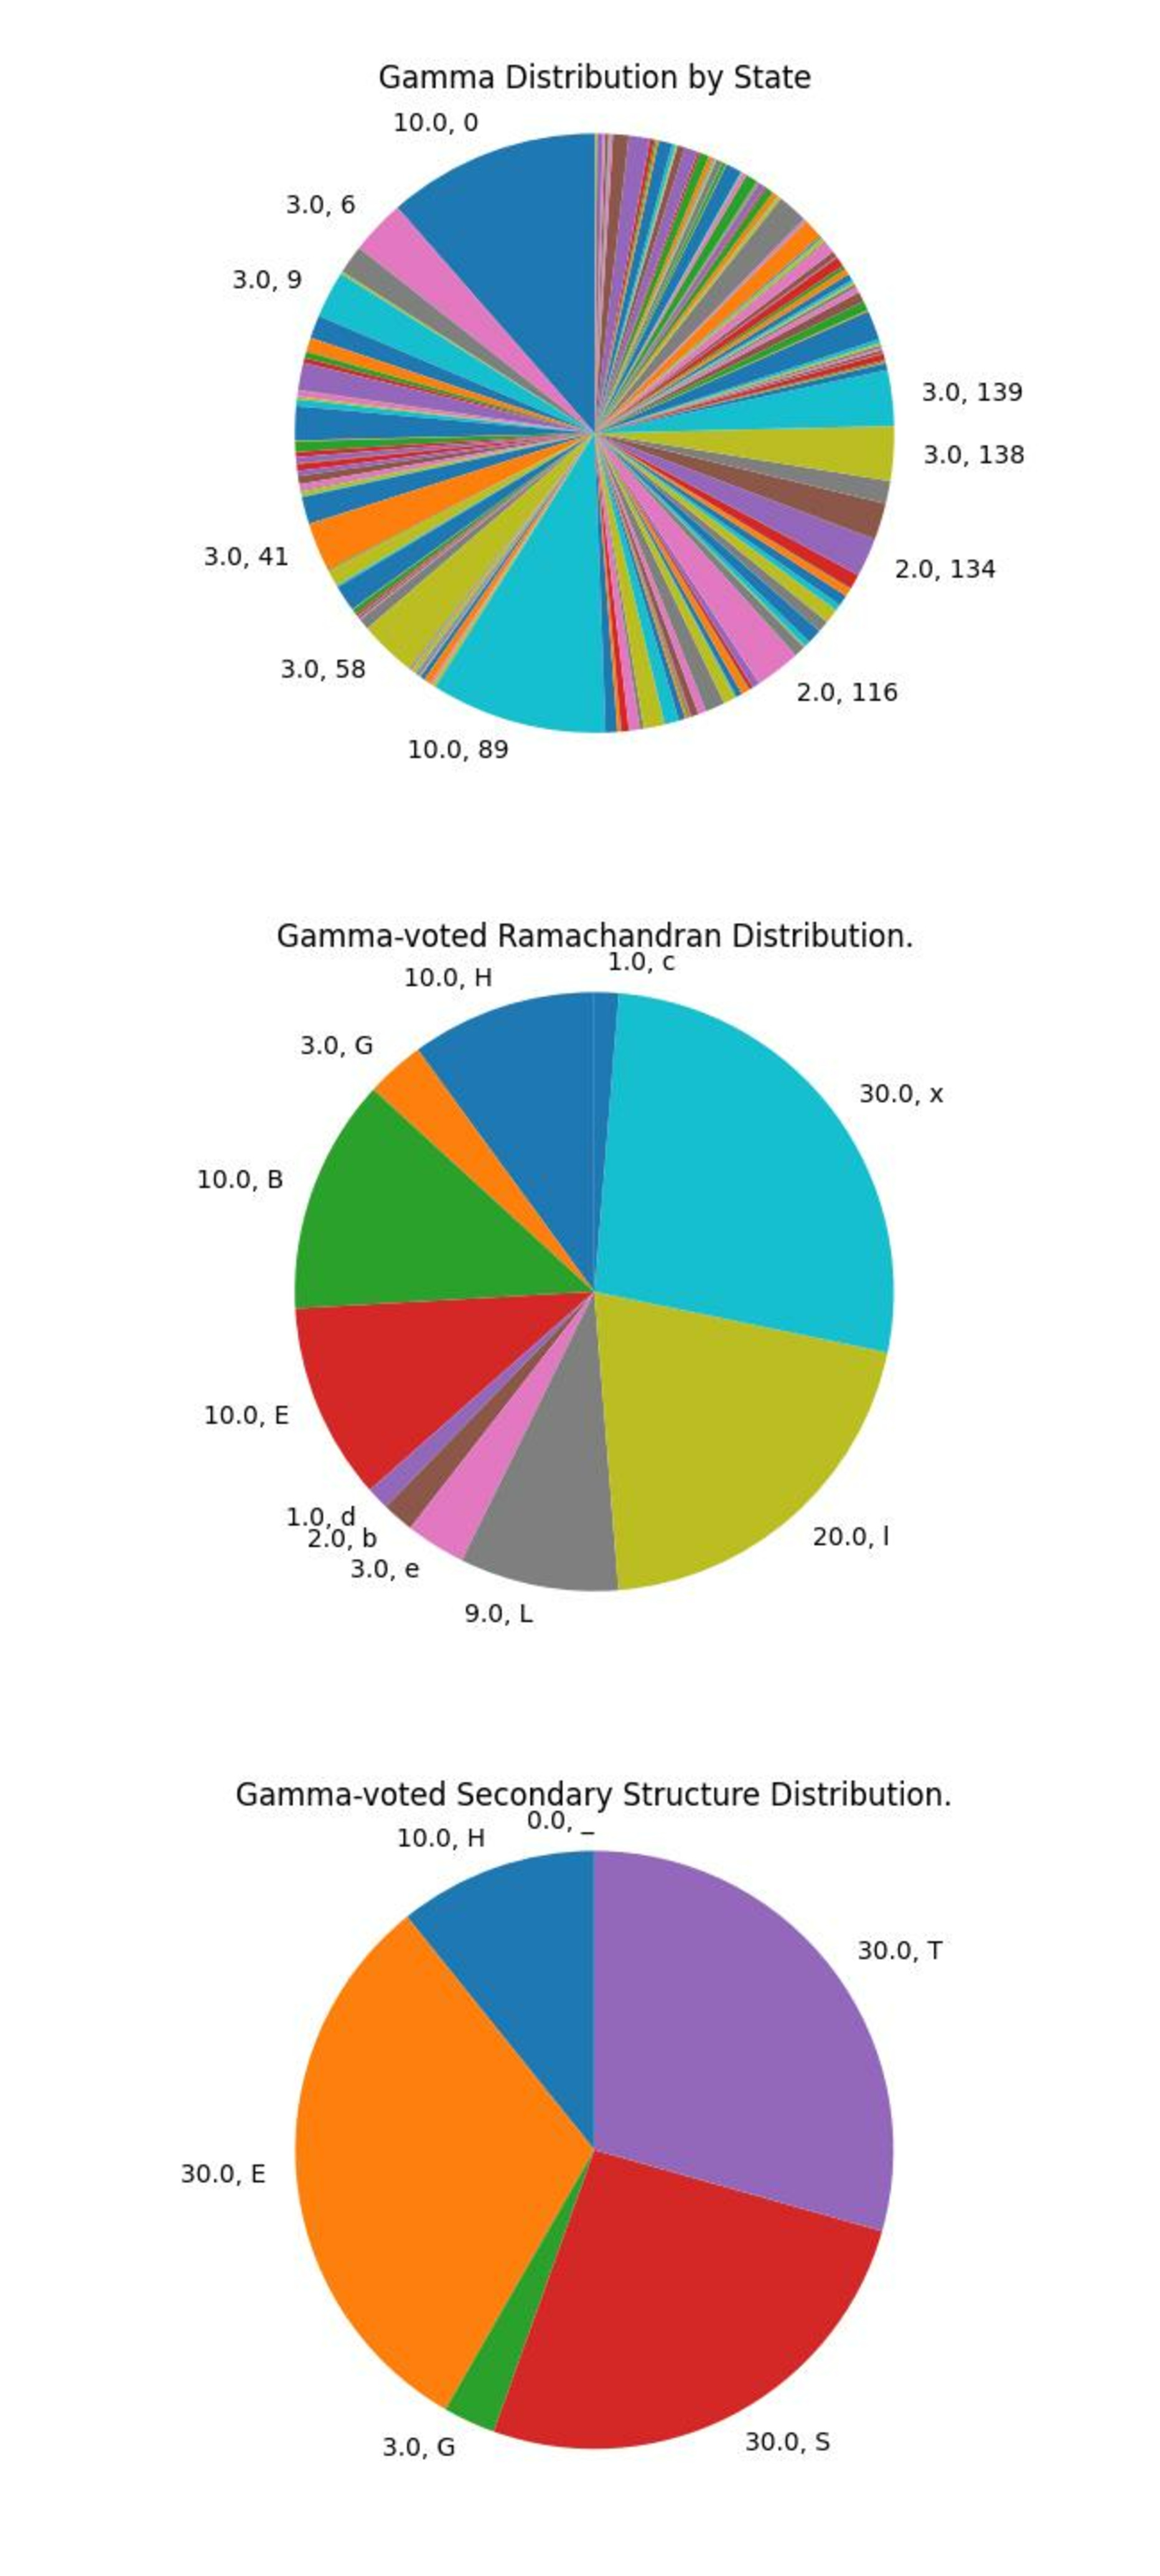 Gamma Distribution by State
10.0, 0
3.0, 6
3.0, 9
3.0, 139
3.0, 138
3.0, 41
2.0, 134
3.0, 58
2.0, 116
10.0, 89
Gamma-voted Ramachandran Distribution.
1.0, c
10.0, H
3.0, G
30.0, x
10.0, B
10.0, E
1.0, d
2.0, b
20.0, l
3.0, e
9.0, L
Gamma-voted Secondary Structure Distribution.
0.0, _
10.0, H
30.0, T
30.0, E
3.0, G
30.0, S